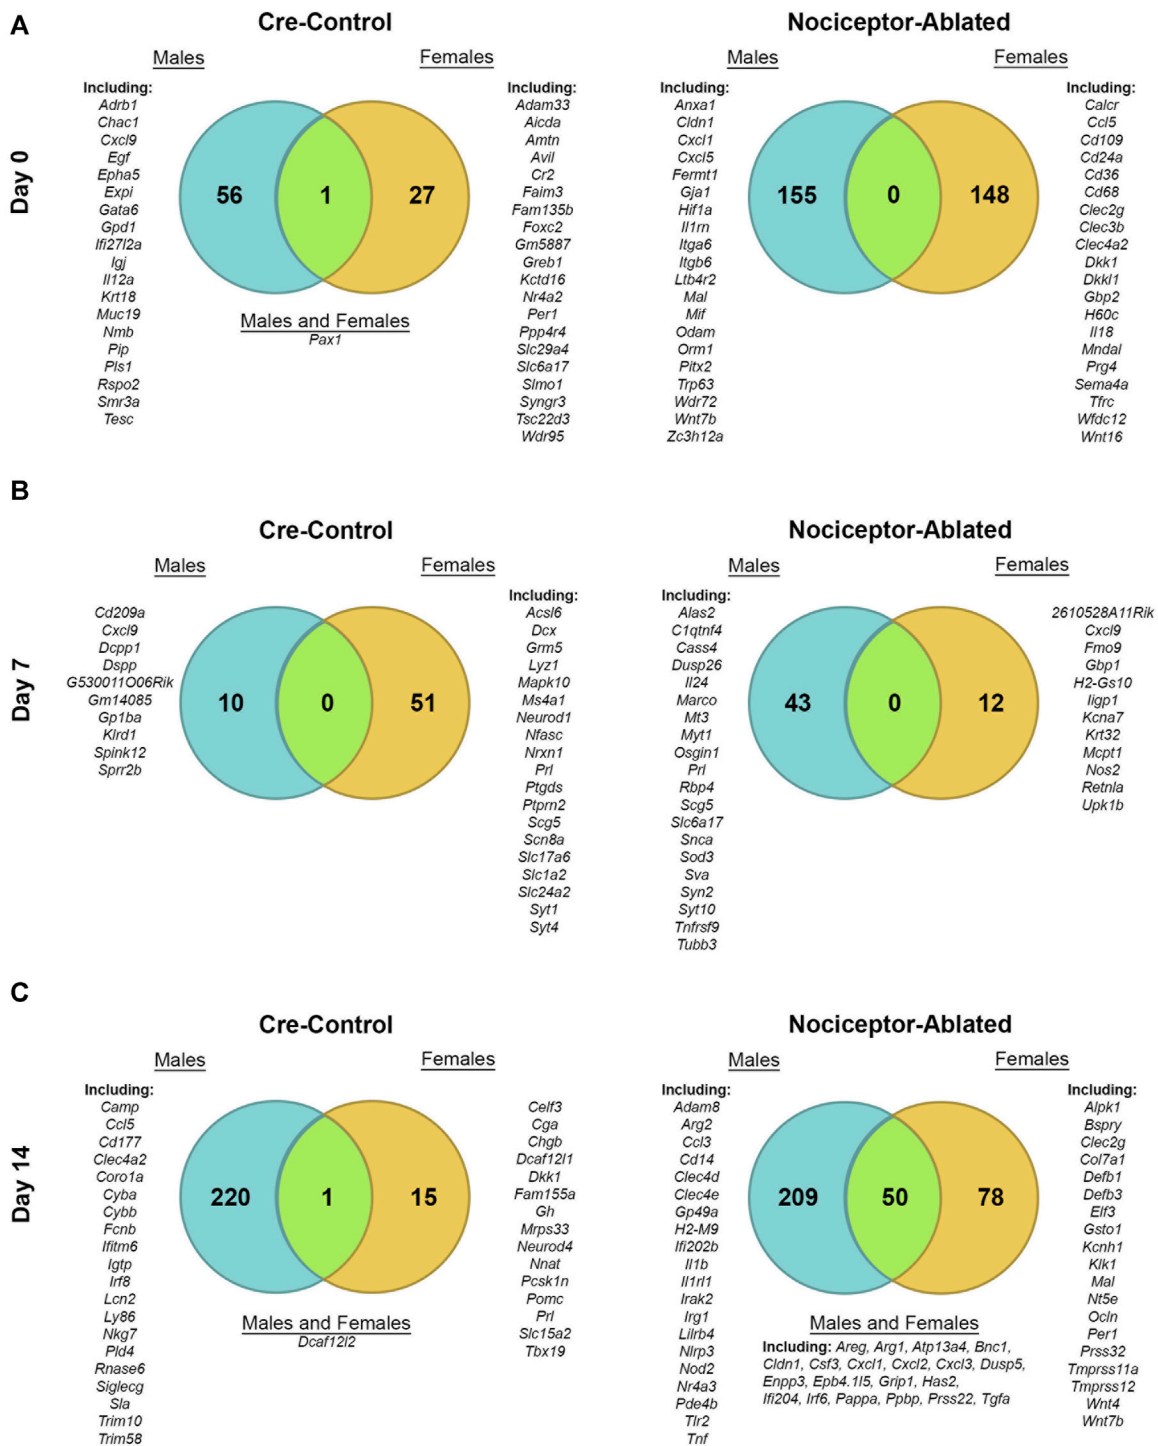 A
Day 0
Cre-Control
Males
Females
Including:
Adrb1
Chac1
Cxcl9
Egf
Epha5
Expi
Gata6
Gpd1
Ifi27l2a
Igj
Il12a
Krt18
Muc19
Nmb
Pip
Pls1
Rspo2
Smr3a
Tesc
56
1
27
Males and Females
Pax1
Including:
Adam33
Aicda
Amtn
Avil
Cr2
Faim3
Fam135b
Foxc2
Gm5887
Greb1
Kctd16
Nr4a2
Per1
Ppp4r4
Slc29a4
Slc6a17
Slmo1
Syngr3
Tsc22d3
Wdr95
Nociceptor-Ablated
Males
Females
Including:
Anxa1
Cldn1
Cxcl1
Cxcl5
Fermt1
Gja1
Hif1a
Il1rn
Itga6
Itgb6
Ltb4r2
Mal
Mif
Odam
Orm1
Pitx2
Trp63
Wdr72
Wnt7b
Zc3h12a
155
0
148
Including:
Calcr
Ccl5
Cd109
Cd24a
Cd36
Cd68
Clec2g
Clec3b
Clec4a2
Dkk1
Dkkl1
Gbp2
H60c
Il18
Mndal
Prg4
Sema4a
Tfrc
Wfdc12
Wnt16
B
Day 7
Cre-Control
Males
Females
Cd209a
Cxcl9
Dcpp1
Dspp
G530011O06Rik
Gm14085
Gp1ba
Klrd1
Spink12
Sprr2b
10
0
51
Including:
Acsl6
Dcx
Grm5
Lyz1
Mapk10
Ms4a1
Neurod1
Nfasc
Nrxn1
Prl
Ptgds
Ptprn2
Scg5
Scn8a
Slc17a6
Slc1a2
Slc24a2
Syt1
Syt4
Nociceptor-Ablated
Males
Females
Including:
Alas2
C1qtnf4
Cass4
Dusp26
Il24
Marco
Mt3
Myt1
Osgin1
Prl
Rbp4
Scg5
Slc6a17
Snca
Sod3
Sva
Syn2
Syt10
Tnfrsf9
Tubb3
43
0
12
2610528A11Rik
Cxcl9
Fmo9
Gbp1
H2-Gs10
Iigp1
Kcna7
Krt32
Mcpt1
Nos2
Retnla
Upk1b
C
Day 14
Cre-Control
Males
Females
Including:
Camp
Ccl5
Cd177
Clec4a2
Coro1a
Cyba
Cybb
Fcnb
Ifitm6
Igtp
Irf8
Lcn2
Ly86
Nkg7
Pld4
Rnase6
Siglecg
Sla
Trim10
Trim58
220
1
15
Males and Females
Dcaf12l2
Celf3
Cga
Chgb
Dcaf12l1
Dkk1
Fam155a
Gh
Mrps33
Neurod4
Nnat
Pcsk1n
Pomc
Prl
Slc15a2
Tbx19
Nociceptor-Ablated
Males
Females
Including:
Adam8
Arg2
Ccl3
Cd14
Clec4d
Clec4e
Gp49a
H2-M9
Ifi202b
Il1b
Il1rl1
Irak2
Irg1
Lilrb4
Nlrp3
Nod2
Nr4a3
Pde4b
Tlr2
Tnf
209
50
78
Males and Females
Including: Areg, Arg1, Atp13a4, Bnc1,
Cldn1, Csf3, Cxcl1, Cxcl2, Cxcl3, Dusp5,
Enpp3, Epb4.1l5, Grip1, Has2,
Ifi204, Irf6, Pappa, Ppbp, Prss22, Tgfa
Including:
Alpk1
Bspry
Clec2g
Col7a1
Defb1
Defb3
Elf3
Gsto1
Kcnh1
Klk1
Mal
Nt5e
Ocln
Per1
Prss32
Tmprss11a
Tmprss12
Wnt4
Wnt7b